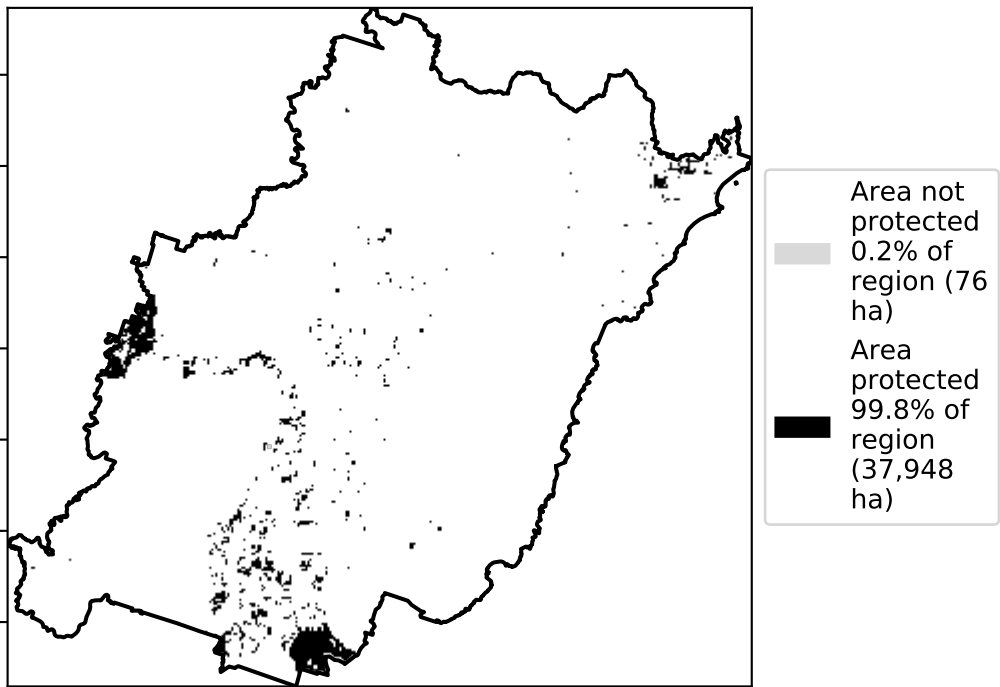 Area not
protected
0.2% of
region (76
ha)
Area
protected
99.8% of
region
(37,948
ha)